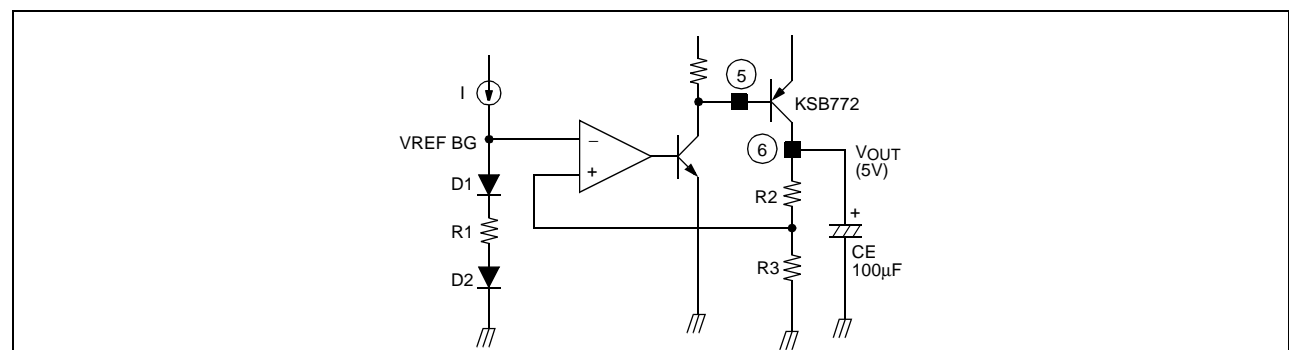 5
I
KSB772
VREF BG
−
6
VOUT
(5V)
D1
+
R2
+
R1
CE
100µF
R3
D2